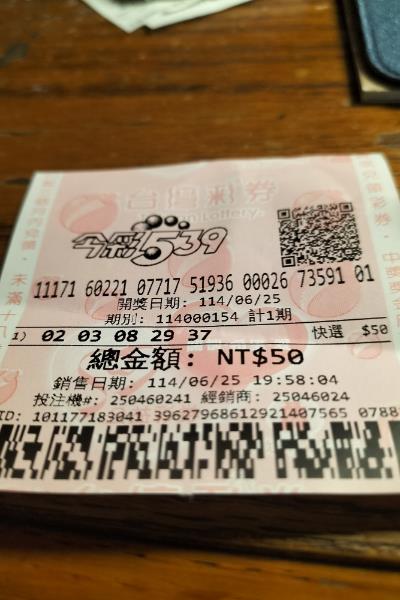 台灣彩券
Lottery
今彩539
11171 60221 07717 51936 00026 73591 01
開獎日期: 114/06/25
期別: 114000154 計1期
1) 02 03 08 29 37 快選 $50
總金額: NT$50
銷售日期: 114/06/25 19:58:04
投注機#: 250460241 經銷商: 25046024
ID: 101177183041 39627968612921407565 0788